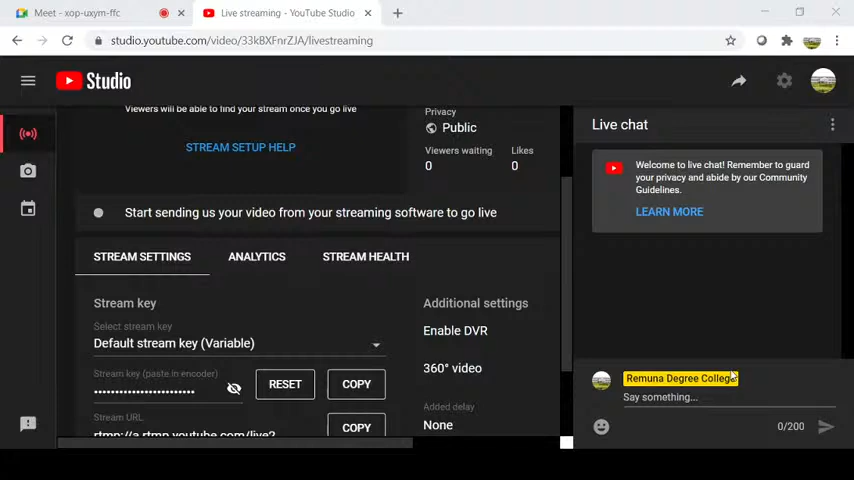 Meet - xop-uxym-ffc
Live streaming - YouTube Studio
studio.youtube.com/video/33kBXFnrZJA/livestreaming
Studio
Viewers will be able to find your stream once you go live
STREAM SETUP HELP
Privacy
Public
Viewers waiting
Likes
0
0
Start sending us your video from your streaming software to go live
STREAM SETTINGS
ANALYTICS
STREAM HEALTH
Stream key
Select stream key
Default stream key (Variable)
Stream key (paste in encoder)
••••••••••••••••••••••••
RESET
COPY
Stream URL
rtmp://a.rtmp.youtube.com/live2
COPY
Additional settings
Enable DVR
360° video
Added delay
None
Live chat
Welcome to live chat! Remember to guard
your privacy and abide by our Community
Guidelines.
LEARN MORE
Remuna Degree College
Say something...
0/200